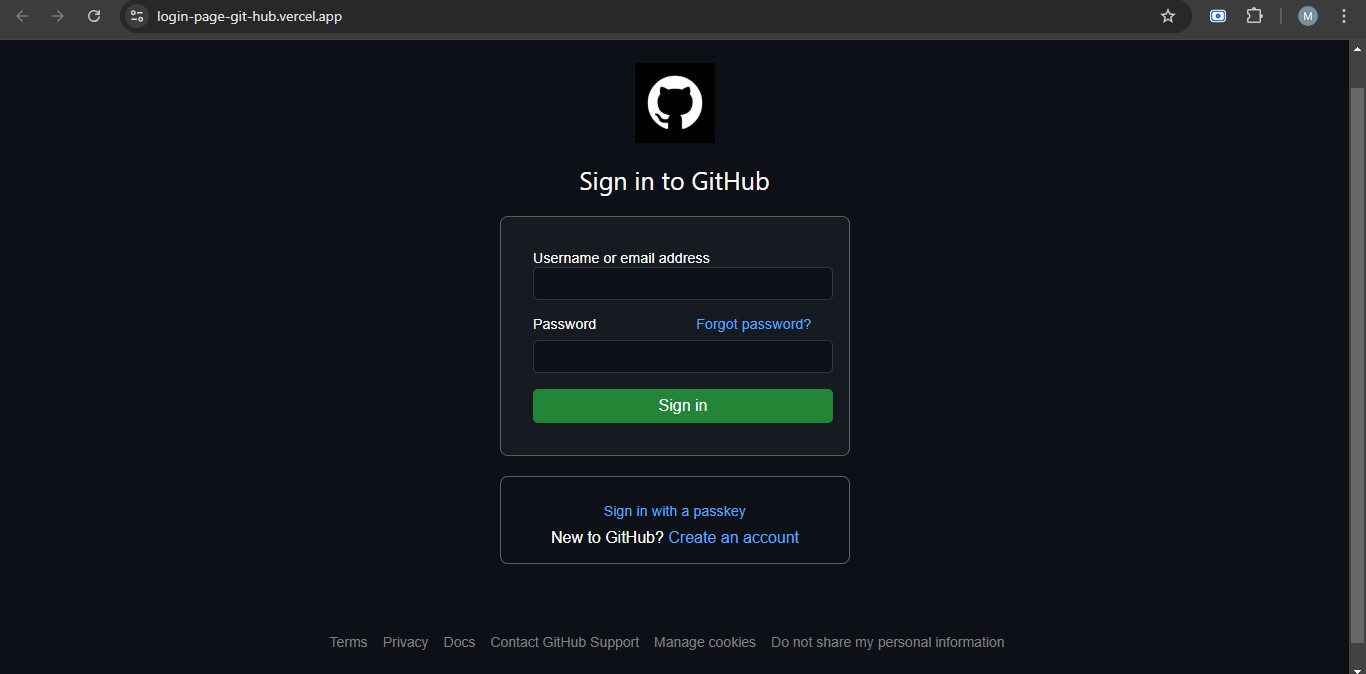 login-page-git-hub.vercel.app
M
Sign in to GitHub
Username or email address
Password Forgot password?
Sign in
Sign in with a passkey
New to GitHub? Create an account
Terms Privacy Docs Contact GitHub Support Manage cookies Do not share my personal information